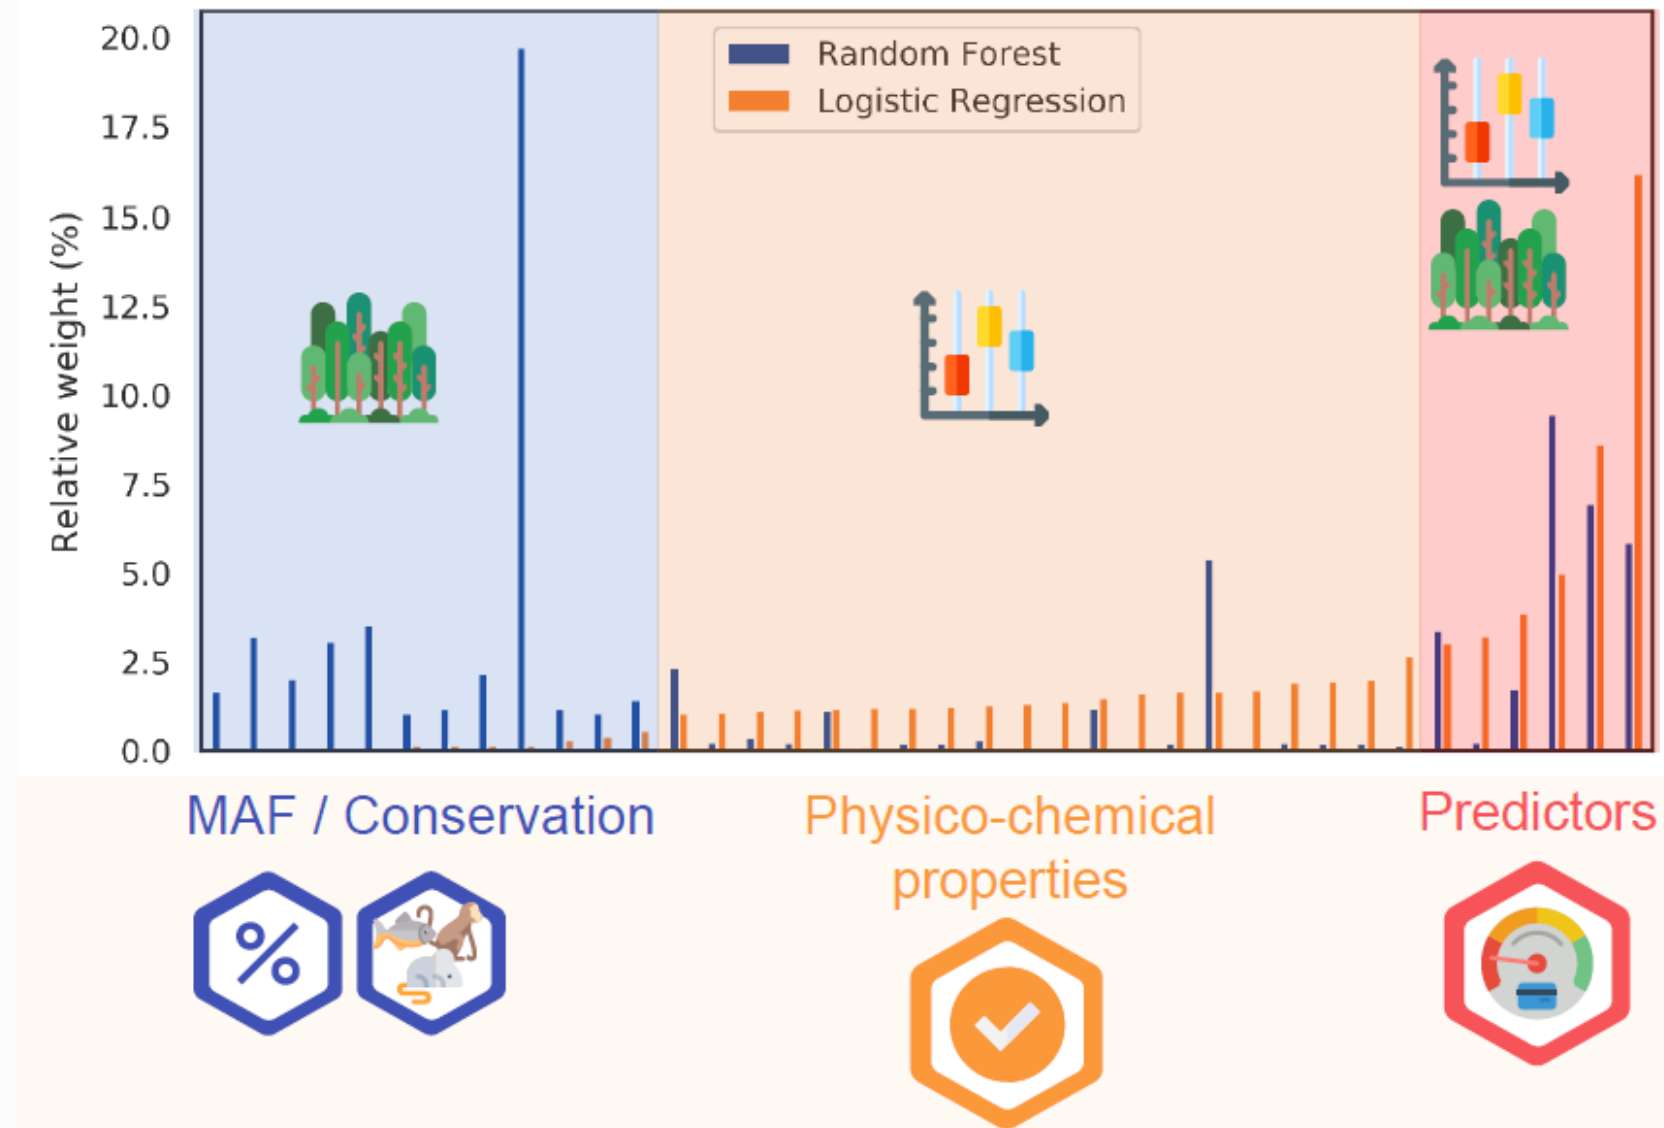 20.0
17.5
15.0
12.5
10.0
7.5
5.0
2.5
0.0
Relative weight (%)
Random Forest
Logistic Regression
MAF / Conservation
Physico-chemical
properties
Predictors
%